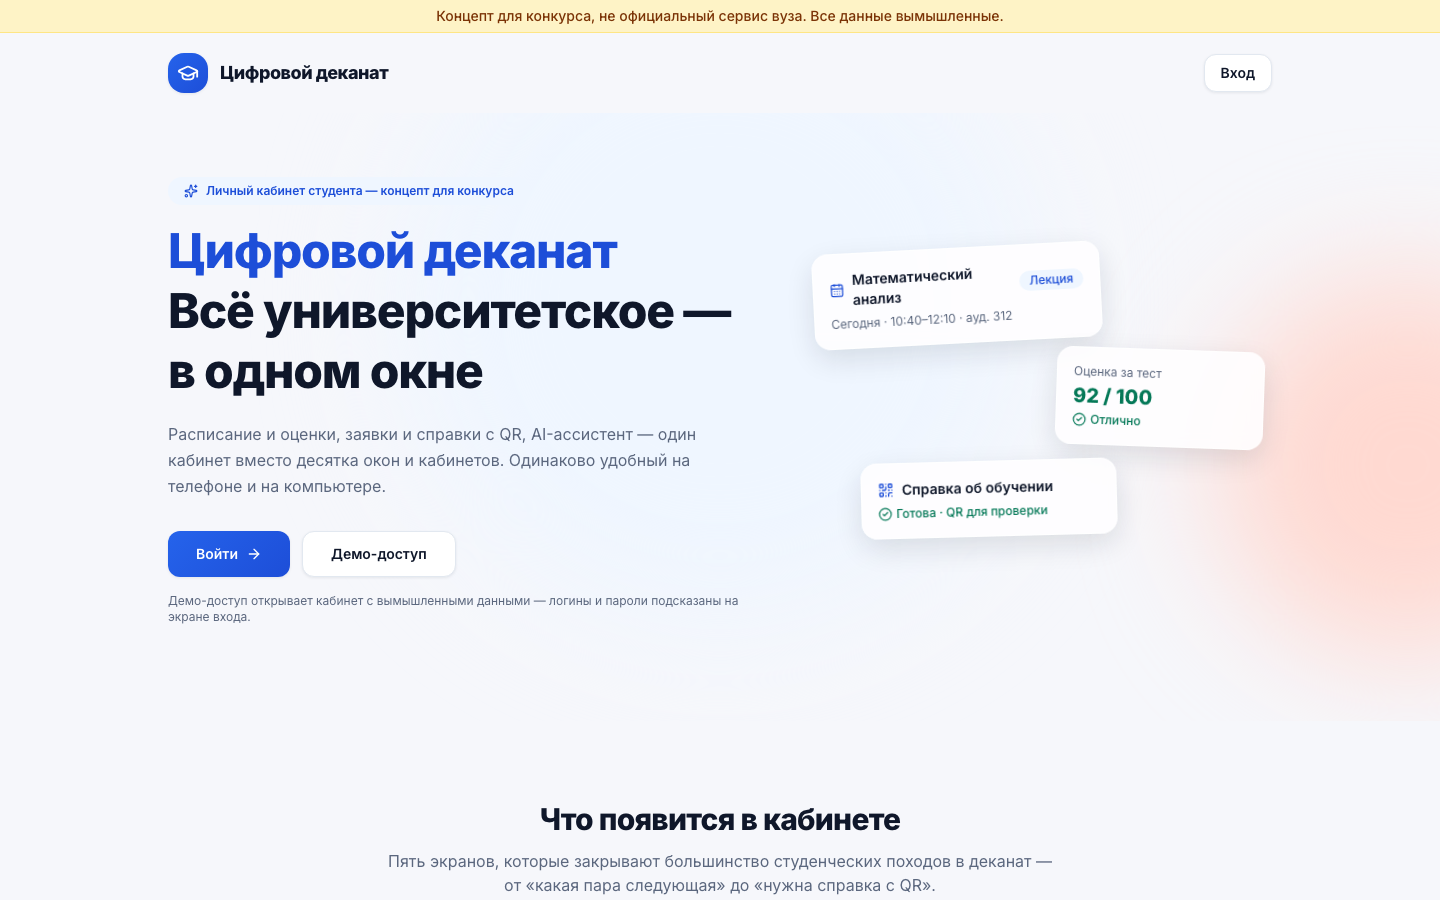 Концепт для конкурса, не официальный сервис вуза. Все данные вымышленные.
Цифровой деканат
Вход
Личный кабинет студента — концепт для конкурса
Цифровой деканат
Всё университетское —
в одном окне
Расписание и оценки, заявки и справки с QR, AI-ассистент — один
кабинет вместо десятка окон и кабинетов. Одинаково удобный на
телефоне и на компьютере.
Войти
Демо-доступ
Демо-доступ открывает кабинет с вымышленными данными — логины и пароли подсказаны на
экране входа.
Математический
анализ
Лекция
Сегодня · 10:40–12:10 · ауд. 312
Оценка за тест
92 / 100
Отлично
Справка об обучении
Готова · QR для проверки
Что появится в кабинете
Пять экранов, которые закрывают большинство студенческих походов в деканат —
от «какая пара следующая» до «нужна справка с QR».